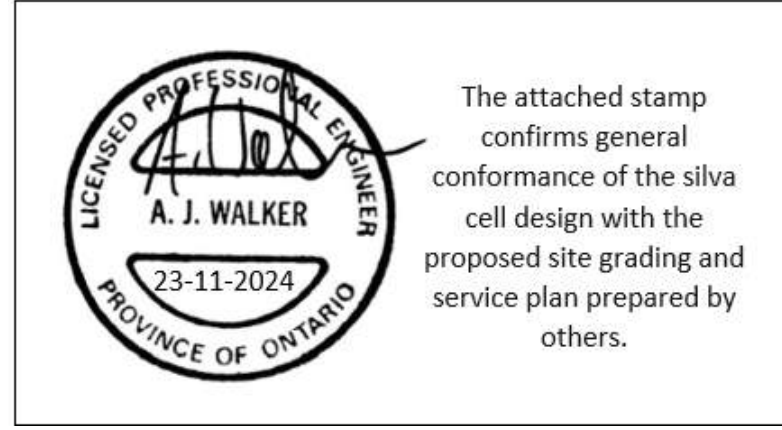 LICENSED PROFESSIONAL ENGINEER
A. J. WALKER
23-11-2024
PROVINCE OF ONTARIO
The attached stamp
confirms general
conformance of the silva
cell design with the
proposed site grading and
service plan prepared by
others.